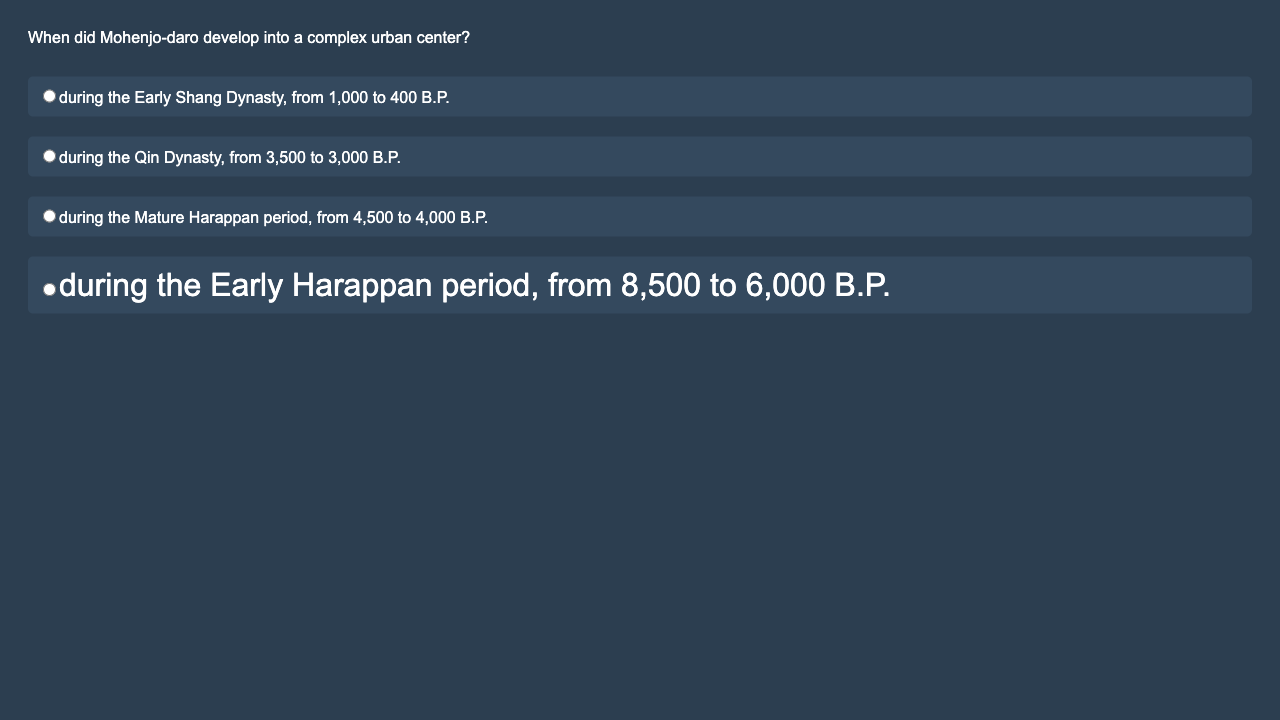 When did Mohenjo-daro develop into a complex urban center?
during the Early Shang Dynasty, from 1,000 to 400 B.P.
during the Qin Dynasty, from 3,500 to 3,000 B.P.
during the Mature Harappan period, from 4,500 to 4,000 B.P.
during the Early Harappan period, from 8,500 to 6,000 B.P.